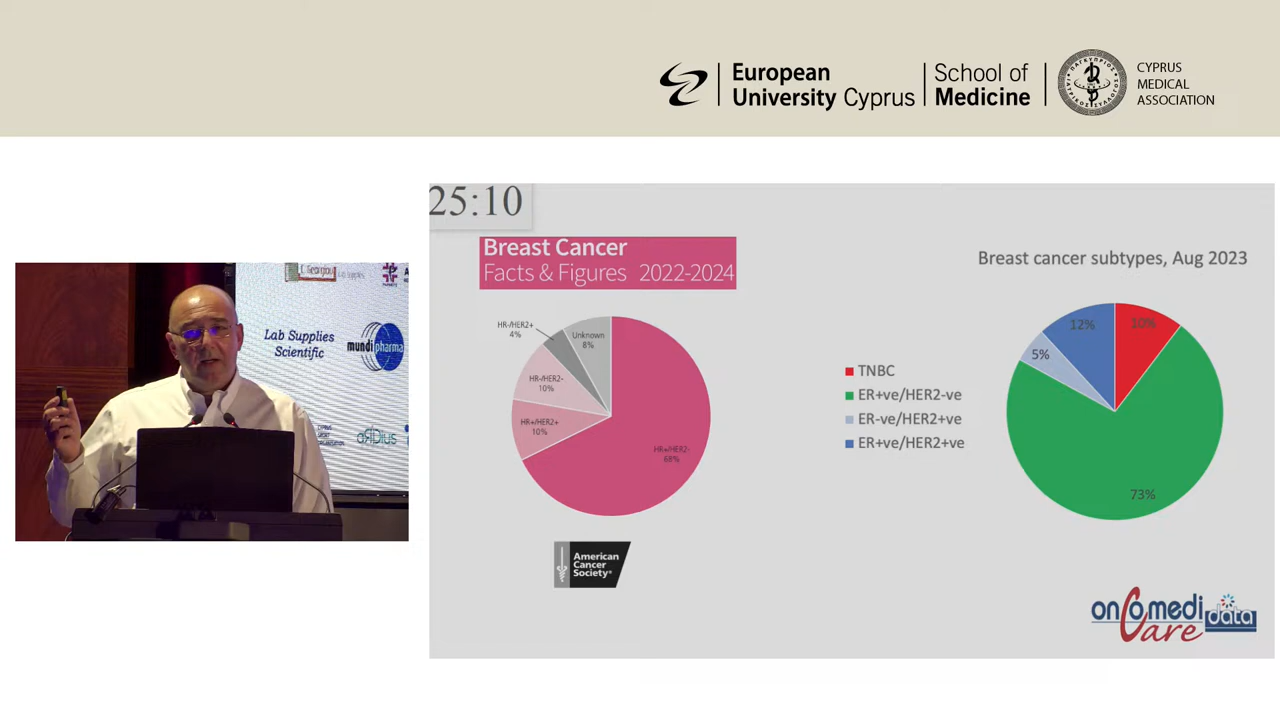 European
University Cyprus
School of
Medicine
CYPRUS
MEDICAL
ASSOCIATION
25:10
Breast Cancer
Facts & Figures 2022-2024
HR-/HER2+
4%
Unknown
8%
HR-/HER2-
10%
HR+/HER2+
10%
HR+/HER2-
68%
American
Cancer
Society
Breast cancer subtypes, Aug 2023
TNBC
ER+ve/HER2-ve
ER-ve/HER2+ve
ER+ve/HER2+ve
12%
10%
5%
73%
oncomedi
Care
data
Lab Supplies
Scientific
mundipharma